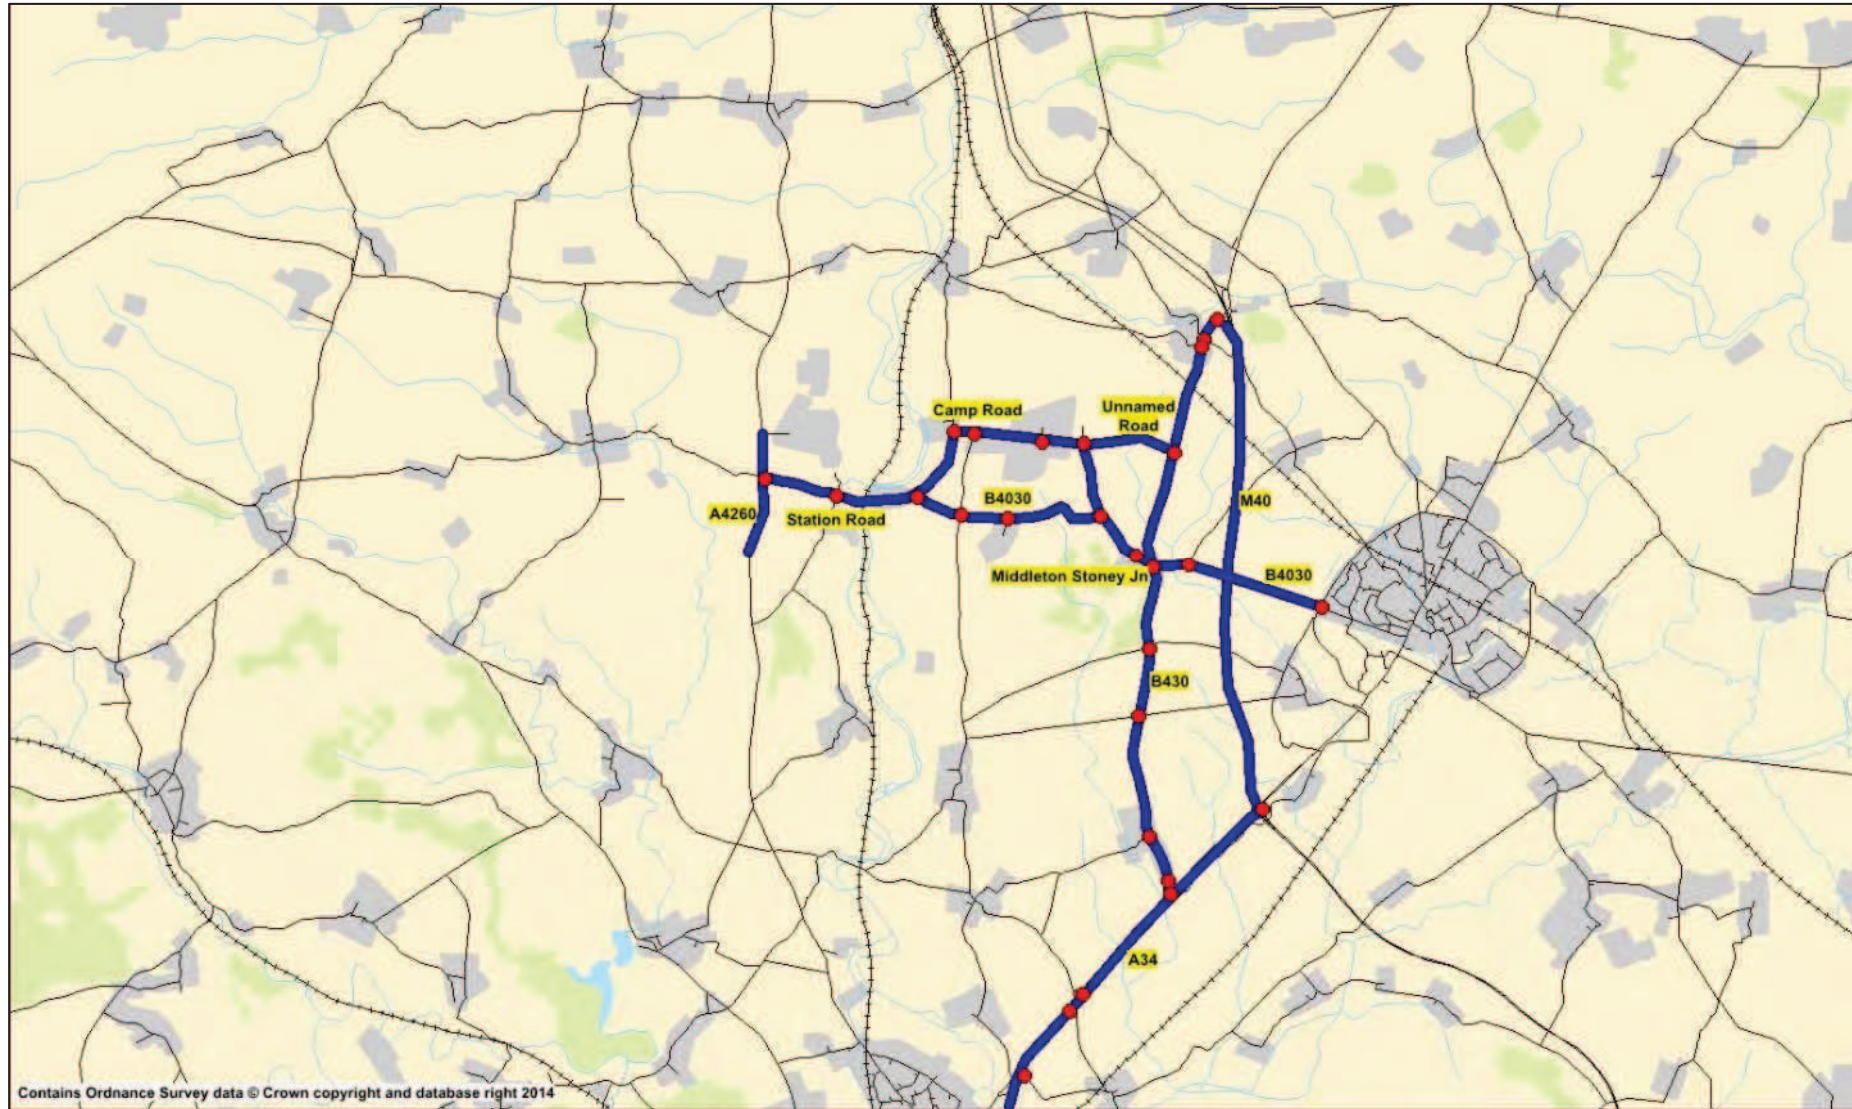 Camp Road
Unnamed
Road
M40
B4030
A4260
Station Road
Middleton Stoney Jn
B4030
B430
A34
Contains Ordnance Survey data © Crown copyright and database right 2014